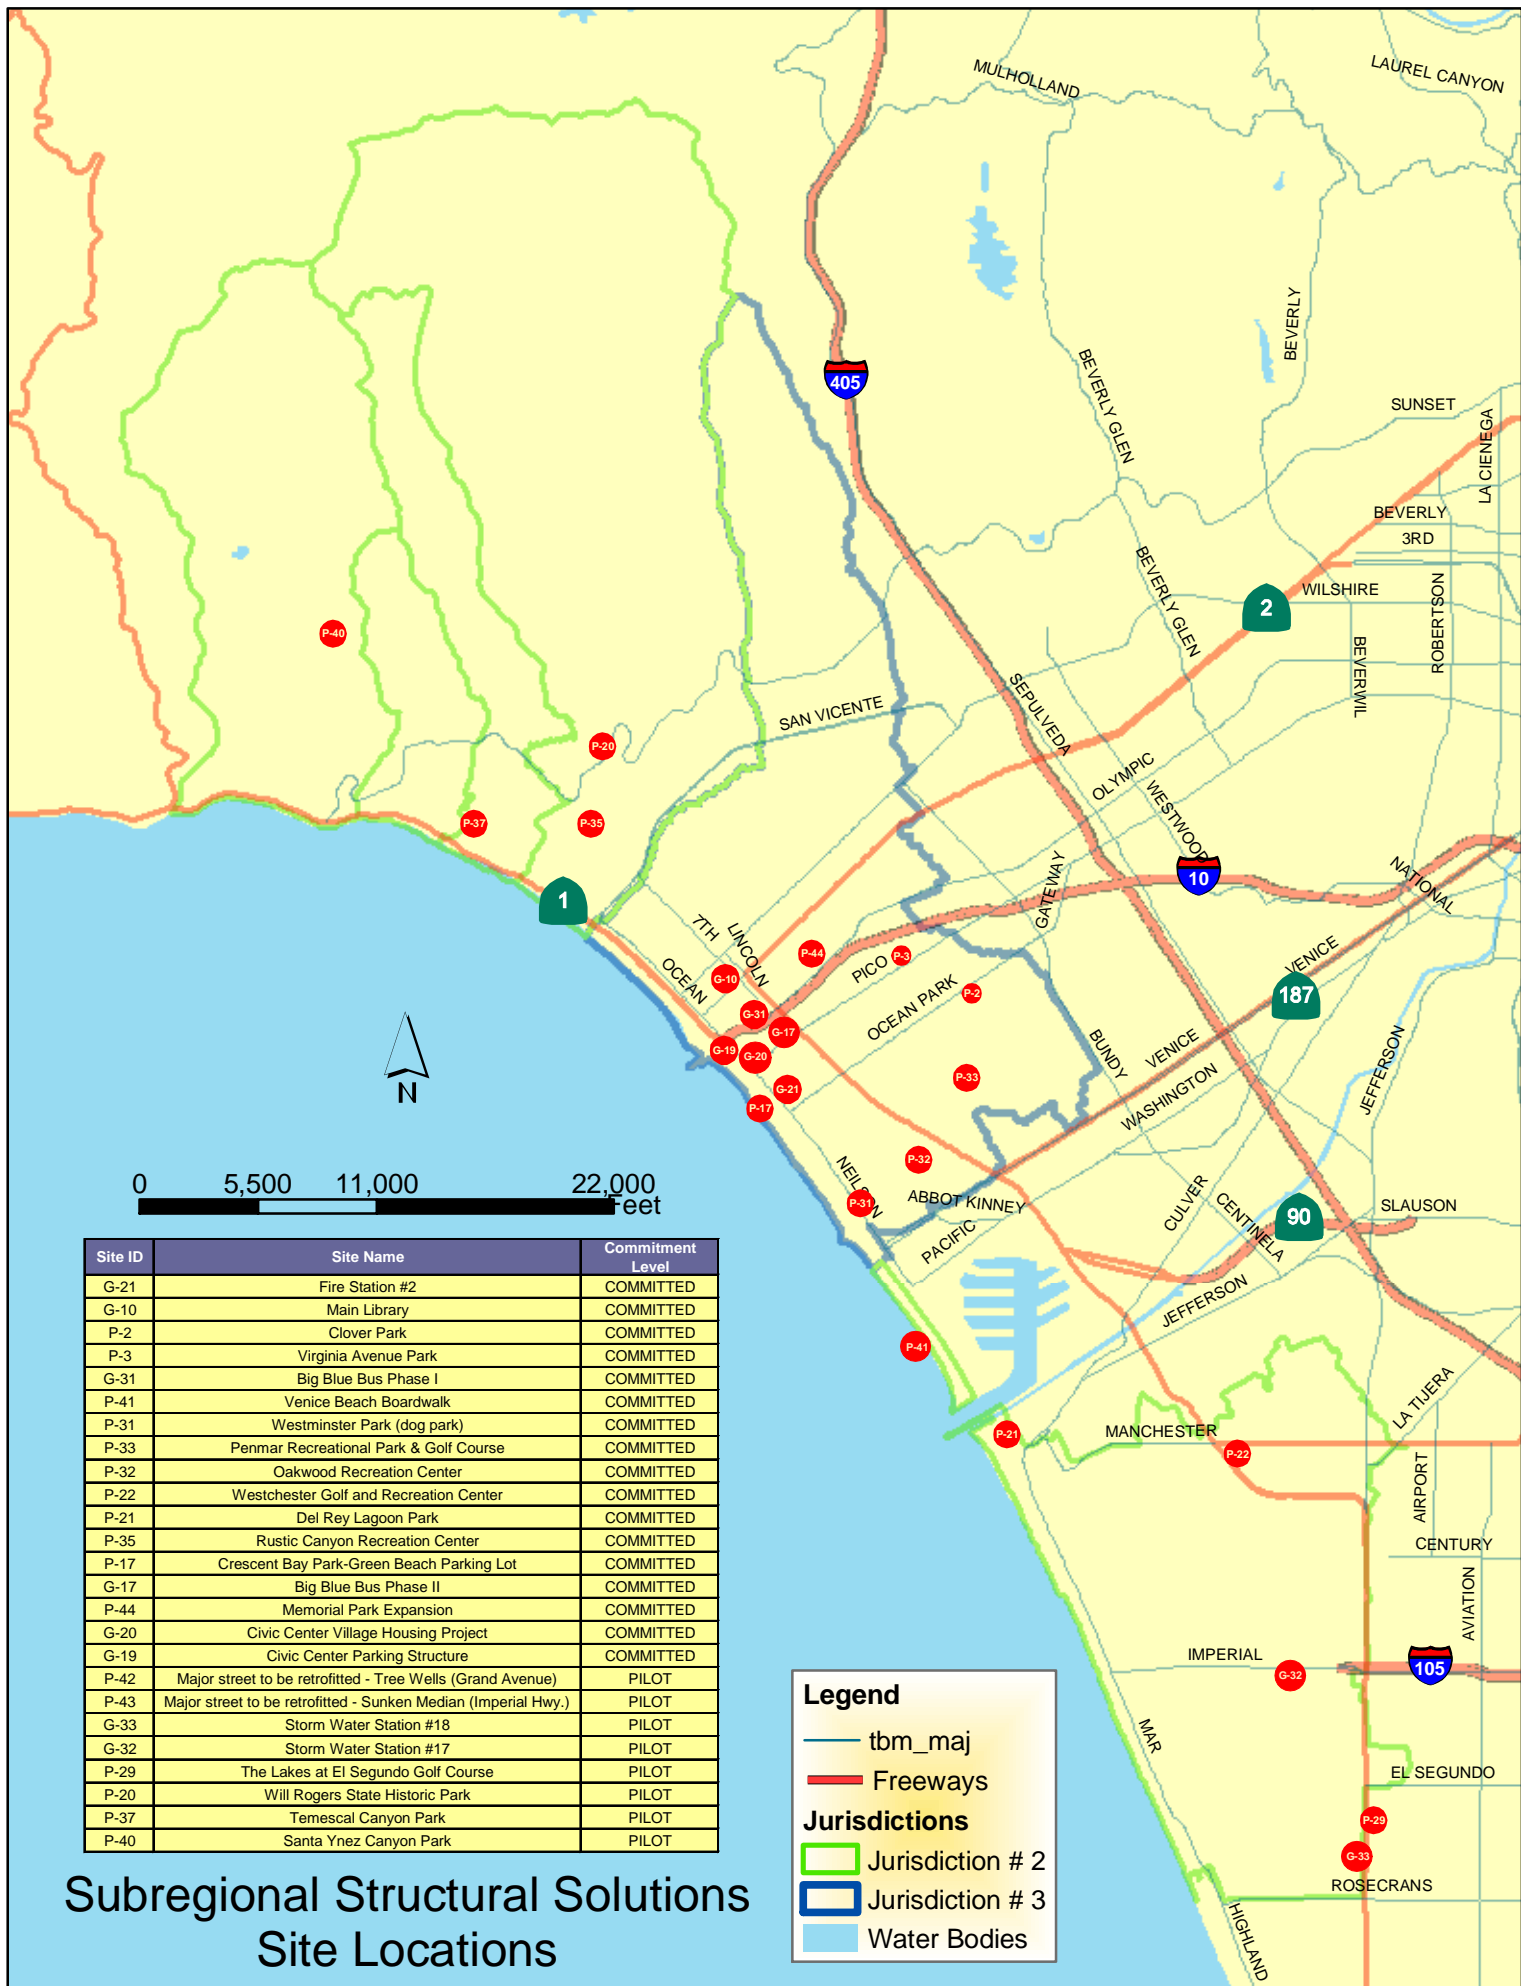 MULHOLLAND
LAUREL CANYON
BEVERLY
405
BEVERLY GLEN
SUNSET
LA CIENEGA
BEVERLY
3RD
BEVERLY GLEN
WILSHIRE
2
ROBERTSON
BEVERWIL
P-40
SEPULVEDA
SAN VICENTE
P-20
OLYMPIC
WESTWOOD
P-37
P-35
GATEWAY
10
NATIONAL
1
7TH
LINCOLN
P-44
PICO
P-3
VENICE
OCEAN
G-10
OCEAN PARK
P-2
187
G-31
G-17
G-19
G-20
BUNDY
VENICE
JEFFERSON
G-21
P-33
WASHINGTON
P-17
N
P-32
NEILSON
P-31
ABBOT KINNEY
CULVER
CENTINELA
90
SLAUSON
PACIFIC
JEFFERSON
P-41
LA TIJERA
P-21
MANCHESTER
P-22
AIRPORT
CENTURY
AVIATION
IMPERIAL
G-32
105
MAR
EL SEGUNDO
P-29
G-33
ROSECRANS
HIGHLAND
0 5,500 11,000 22,000
Feet
Site ID Site Name Commitment Level
G-21 Fire Station #2 COMMITTED
G-10 Main Library COMMITTED
P-2 Clover Park COMMITTED
P-3 Virginia Avenue Park COMMITTED
G-31 Big Blue Bus Phase I COMMITTED
P-41 Venice Beach Boardwalk COMMITTED
P-31 Westminster Park (dog park) COMMITTED
P-33 Penmar Recreational Park & Golf Course COMMITTED
P-32 Oakwood Recreation Center COMMITTED
P-22 Westchester Golf and Recreation Center COMMITTED
P-21 Del Rey Lagoon Park COMMITTED
P-35 Rustic Canyon Recreation Center COMMITTED
P-17 Crescent Bay Park-Green Beach Parking Lot COMMITTED
G-17 Big Blue Bus Phase II COMMITTED
P-44 Memorial Park Expansion COMMITTED
G-20 Civic Center Village Housing Project COMMITTED
G-19 Civic Center Parking Structure COMMITTED
P-42 Major street to be retrofitted - Tree Wells (Grand Avenue) PILOT
P-43 Major street to be retrofitted - Sunken Median (Imperial Hwy.) PILOT
G-33 Storm Water Station #18 PILOT
G-32 Storm Water Station #17 PILOT
P-29 The Lakes at El Segundo Golf Course PILOT
P-20 Will Rogers State Historic Park PILOT
P-37 Temescal Canyon Park PILOT
P-40 Santa Ynez Canyon Park PILOT
Subregional Structural Solutions
Site Locations
Legend
tbm_maj
Freeways
Jurisdictions
Jurisdiction # 2
Jurisdiction # 3
Water Bodies